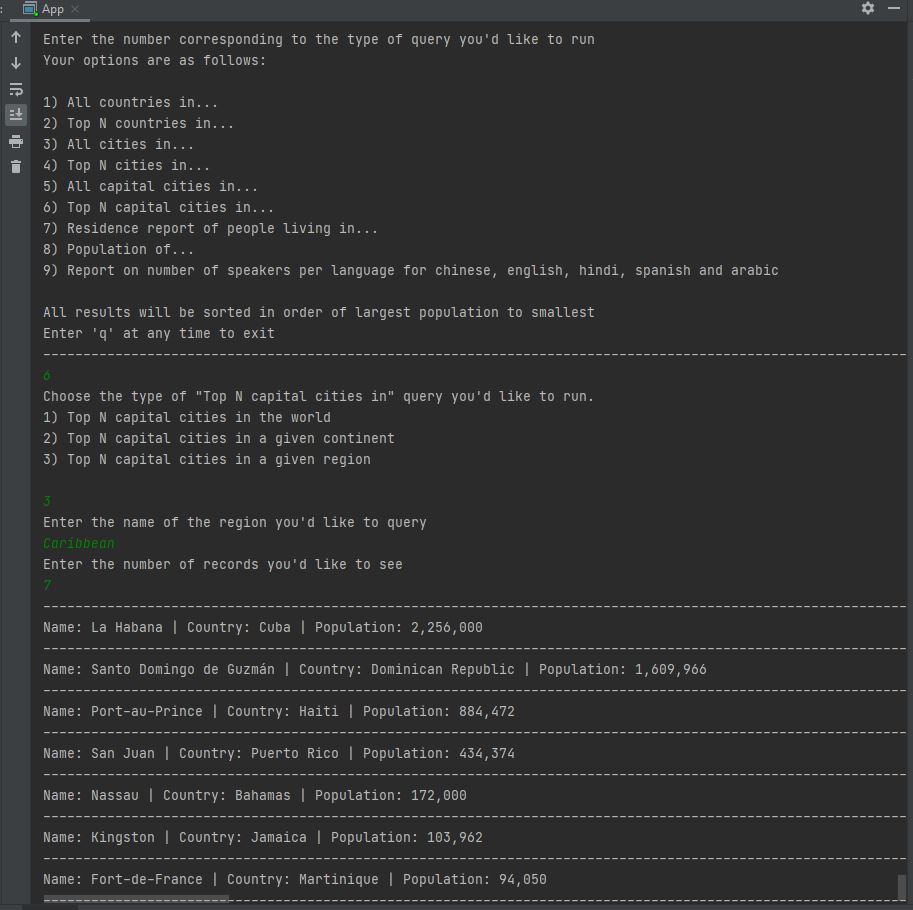 App
Enter the number corresponding to the type of query you'd like to run
Your options are as follows:
1) All countries in...
2) Top N countries in...
3) All cities in...
4) Top N cities in...
5) All capital cities in...
6) Top N capital cities in...
7) Residence report of people living in...
8) Population of...
9) Report on number of speakers per language for chinese, english, hindi, spanish and arabic
All results will be sorted in order of largest population to smallest
Enter 'q' at any time to exit
------------------------------------------------------------------------------------------------------------
6
Choose the type of "Top N capital cities in" query you'd like to run.
1) Top N capital cities in the world
2) Top N capital cities in a given continent
3) Top N capital cities in a given region
3
Enter the name of the region you'd like to query
Caribbean
Enter the number of records you'd like to see
7
------------------------------------------------------------------------------------------------------------
Name: La Habana | Country: Cuba | Population: 2,256,000
------------------------------------------------------------------------------------------------------------
Name: Santo Domingo de Guzmán | Country: Dominican Republic | Population: 1,609,966
------------------------------------------------------------------------------------------------------------
Name: Port-au-Prince | Country: Haiti | Population: 884,472
------------------------------------------------------------------------------------------------------------
Name: San Juan | Country: Puerto Rico | Population: 434,374
------------------------------------------------------------------------------------------------------------
Name: Nassau | Country: Bahamas | Population: 172,000
------------------------------------------------------------------------------------------------------------
Name: Kingston | Country: Jamaica | Population: 103,962
------------------------------------------------------------------------------------------------------------
Name: Fort-de-France | Country: Martinique | Population: 94,050
------------------------------------------------------------------------------------------------------------